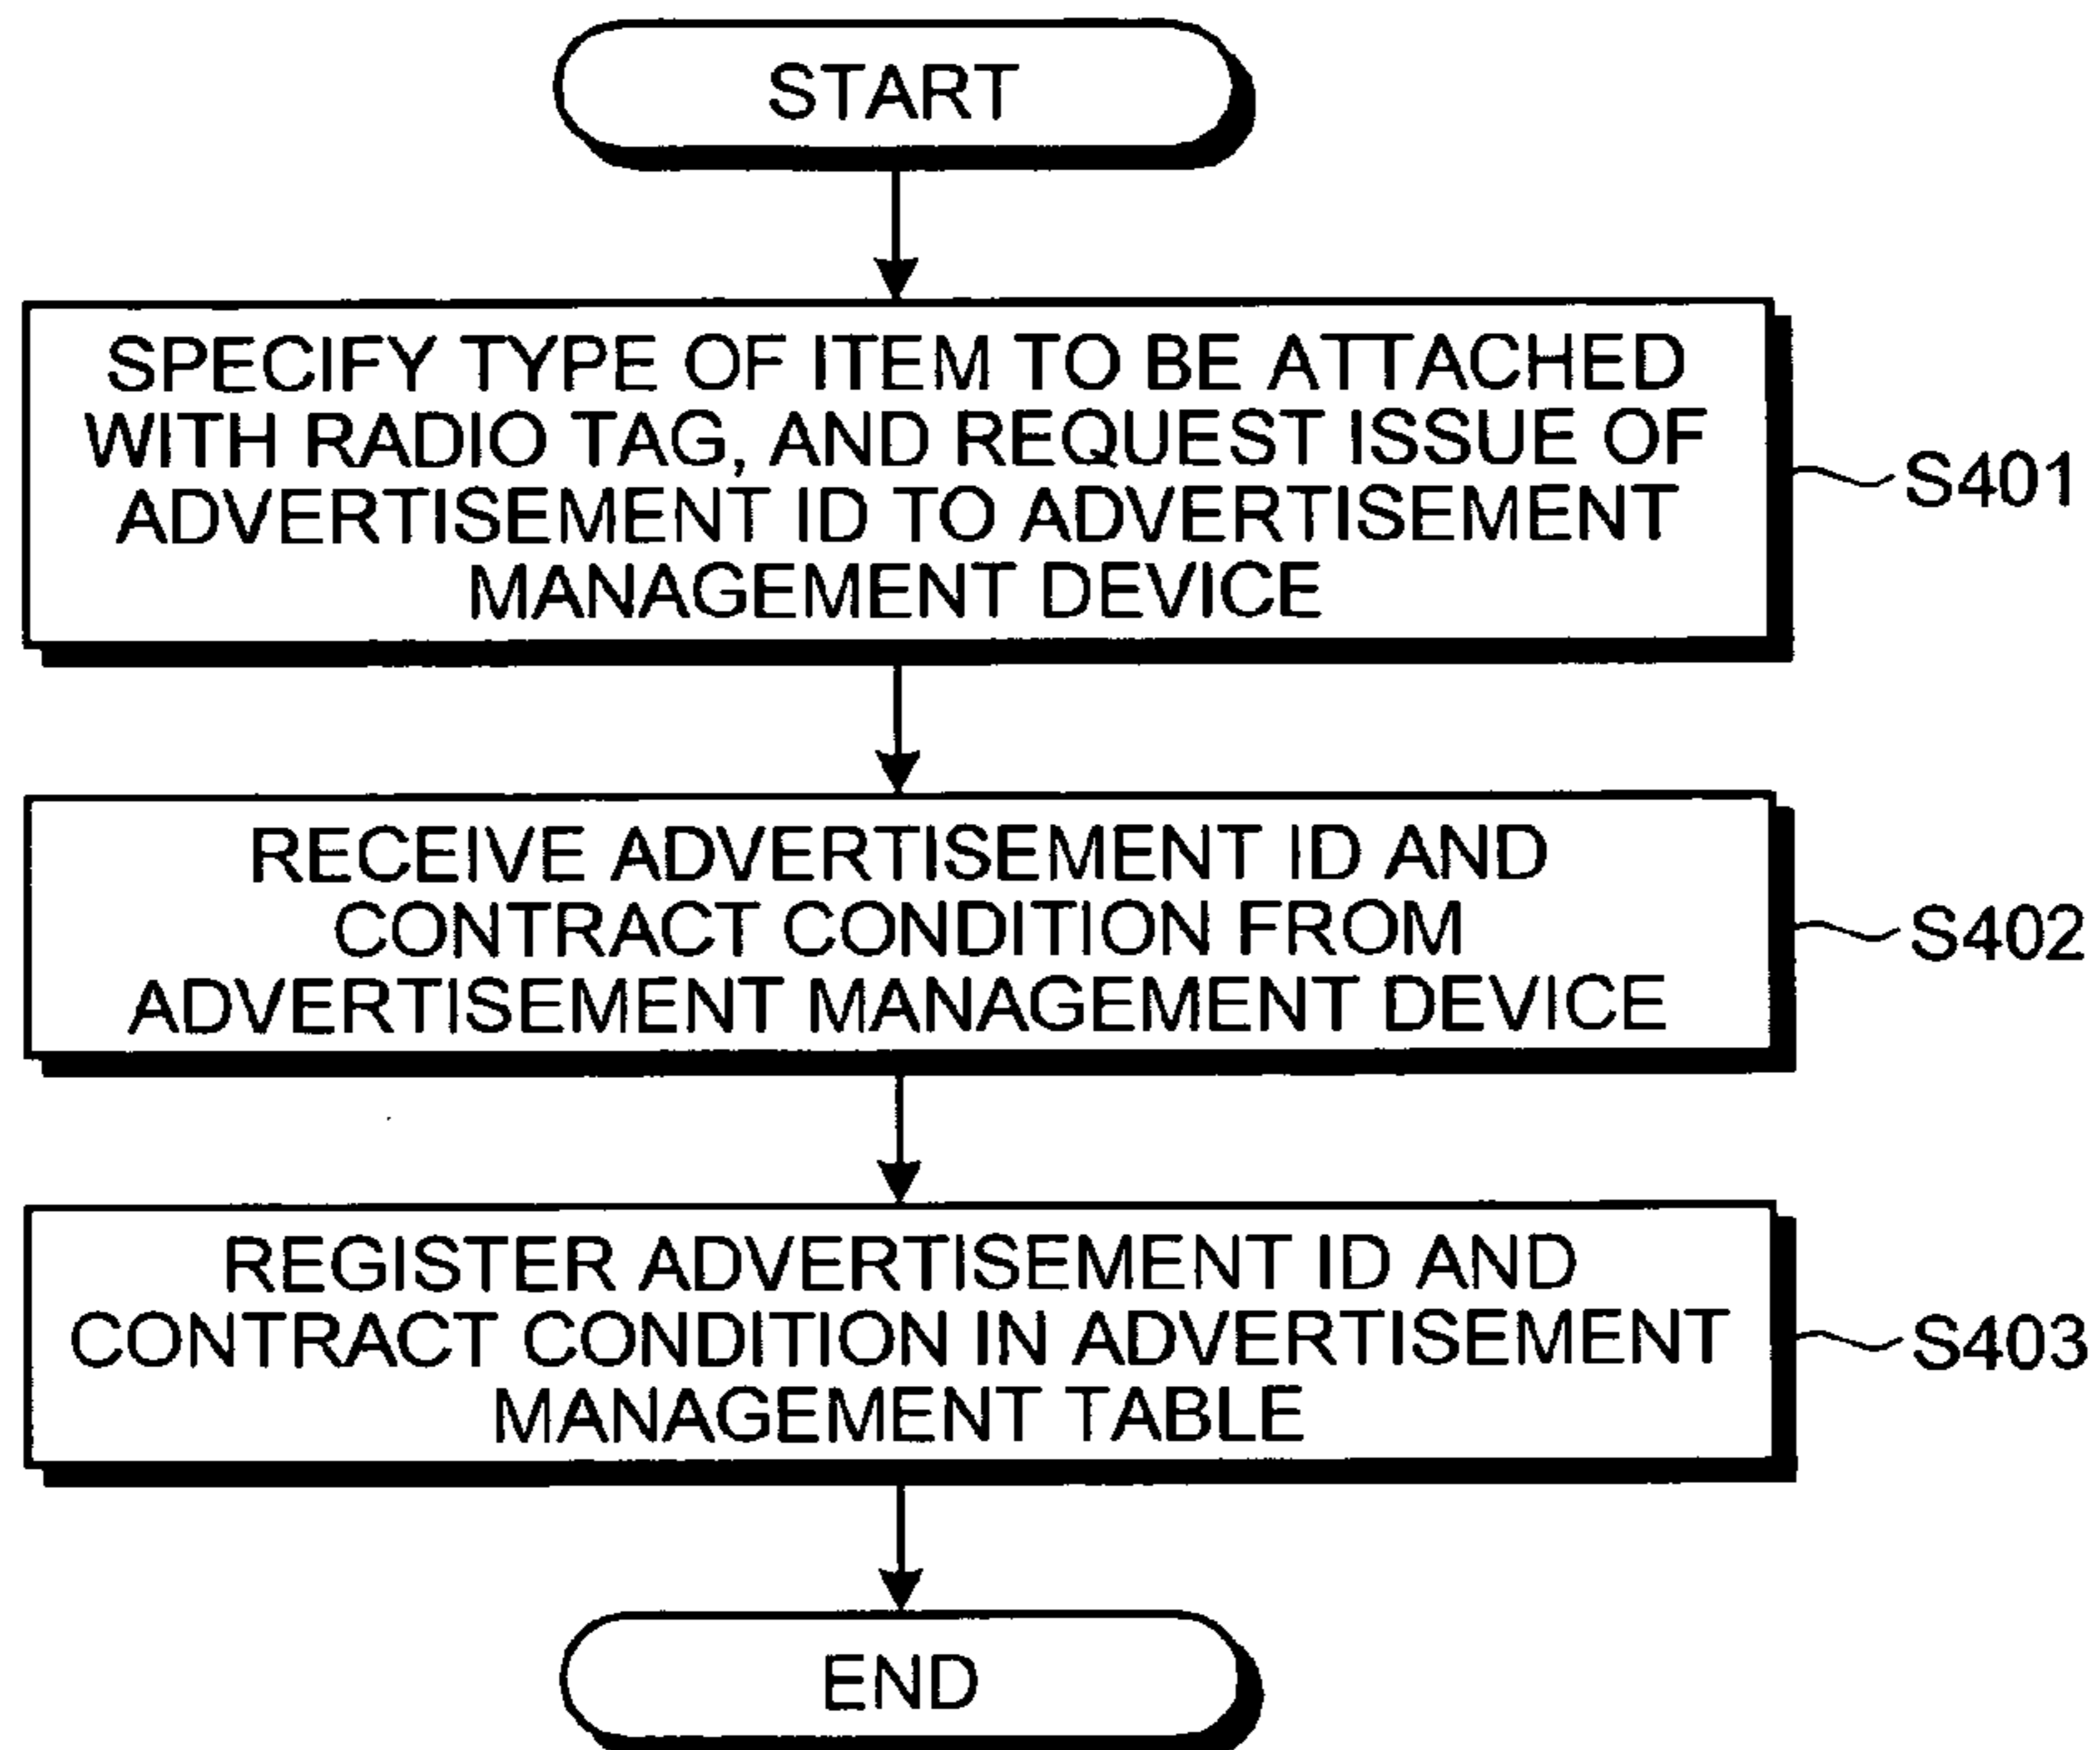 START
SPECIFY TYPE OF ITEM TO BE ATTACHED
WITH RADIO TAG, AND REQUEST ISSUE OF
ADVERTISEMENT ID TO ADVERTISEMENT
MANAGEMENT DEVICE
S401
RECEIVE ADVERTISEMENT ID AND
CONTRACT CONDITION FROM
ADVERTISEMENT MANAGEMENT DEVICE
S402
REGISTER ADVERTISEMENT ID AND
CONTRACT CONDITION IN ADVERTISEMENT
MANAGEMENT TABLE
S403
END